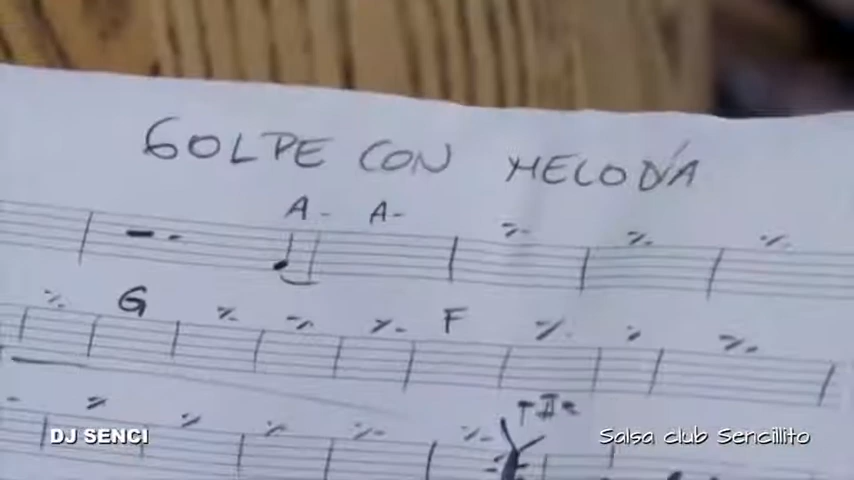 GOLPE CON MELODÍA
A- A-
G F
DJ SENCI
Salsa club Sencillito